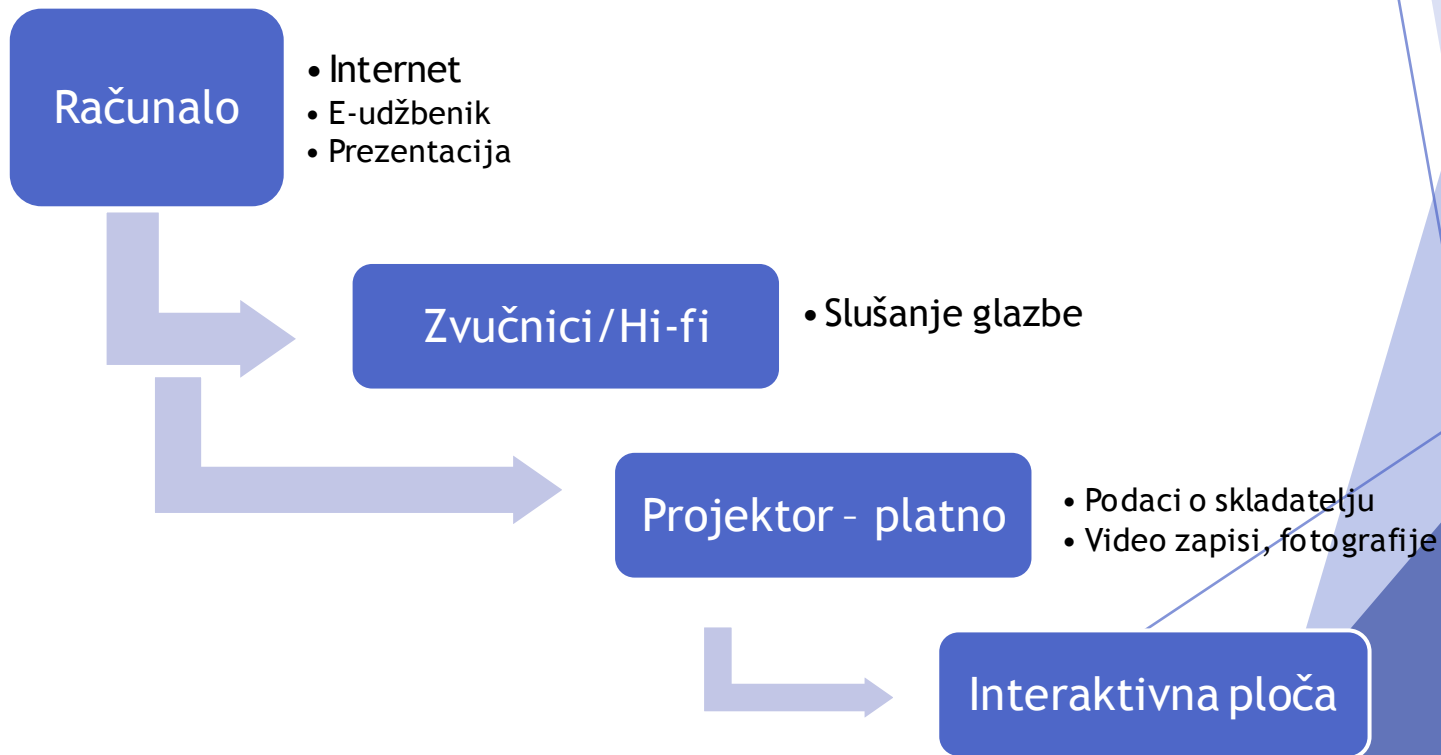 Računalo
• Internet
• E-udžbenik
• Prezentacija
Zvučnici/Hi-fi
• Slušanje glazbe
Projektor – platno
• Podaci o skladatelju
• Video zapisi, fotografije
Interaktivna ploča